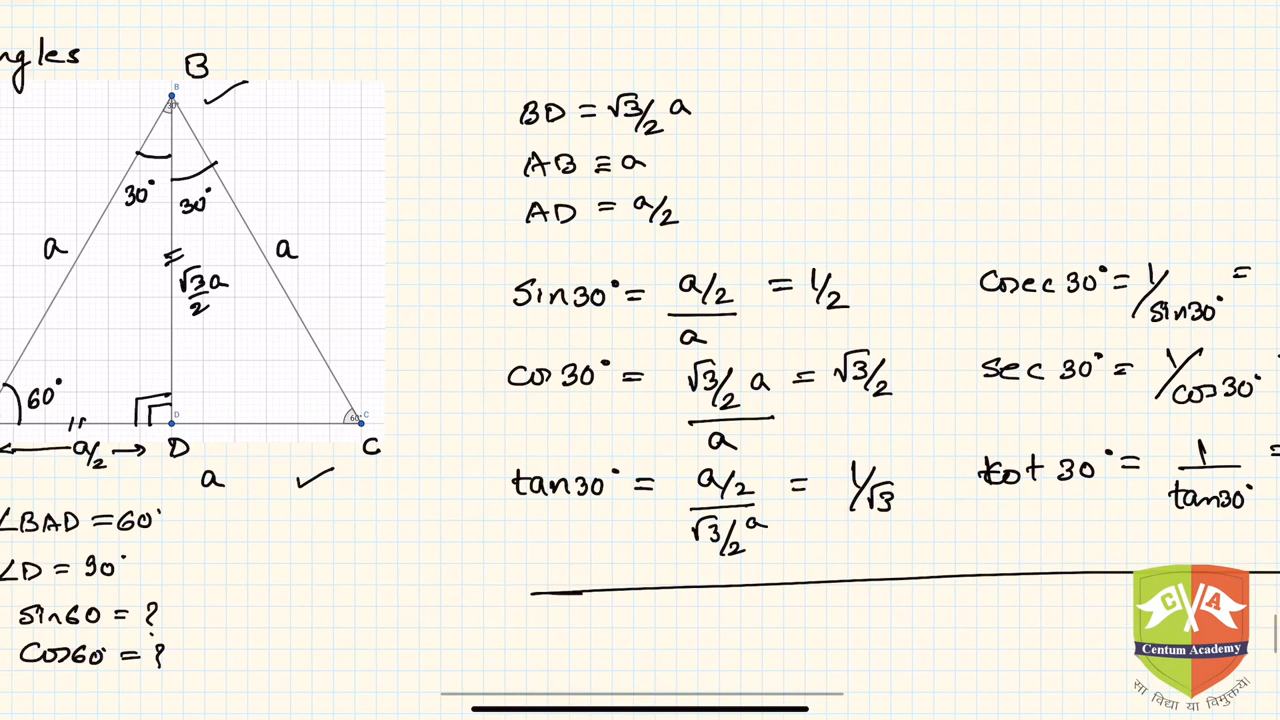 ngles
B
B
30°
30° 30°
a a
√3a/2
60°
60°
D C
a/2 D C
a
∠BAD = 60°
∠D = 90°
sin60 = ?
Cos60 = ?
BD = √3/2 a
AB = a
AD = a/2
sin30° = a/2 / a = 1/2
cos30° = √3/2 a / a = √3/2
tan30° = a/2 / √3/2 a = 1/√3
cosec 30° = 1/sin30° =
sec 30° = 1/cos30°
cot 30° = 1/tan30° =
C A
Centum Academy
सा विद्या या विमुक्तये।